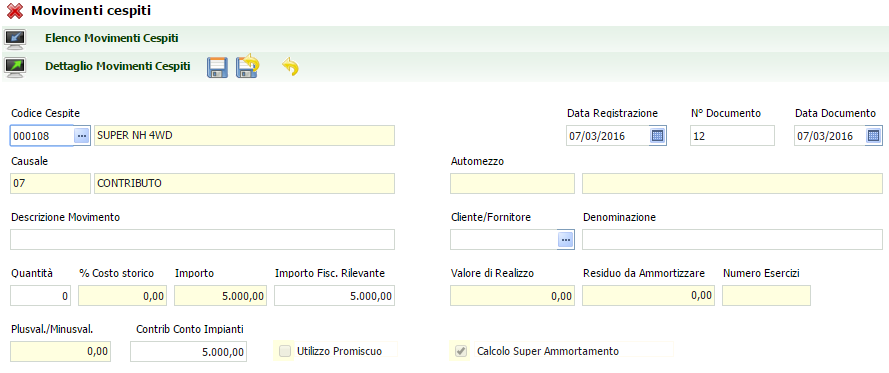 Movimenti cespiti
Elenco Movimenti Cespiti
Dettaglio Movimenti Cespiti
Codice Cespite Data Registrazione N° Documento Data Documento
000108 ... SUPER NH 4WD 07/03/2016 12 07/03/2016
Causale Automezzo
07 CONTRIBUTO
Descrizione Movimento Cliente/Fornitore Denominazione
...
Quantità % Costo storico Importo Importo Fisc. Rilevante Valore di Realizzo Residuo da Ammortizzare Numero Esercizi
0 0,00 5.000,00 5.000,00 0,00 0,00
Plusval./Minusval. Contrib Conto Impianti
0,00 5.000,00 Utilizzo Promiscuo Calcolo Super Ammortamento